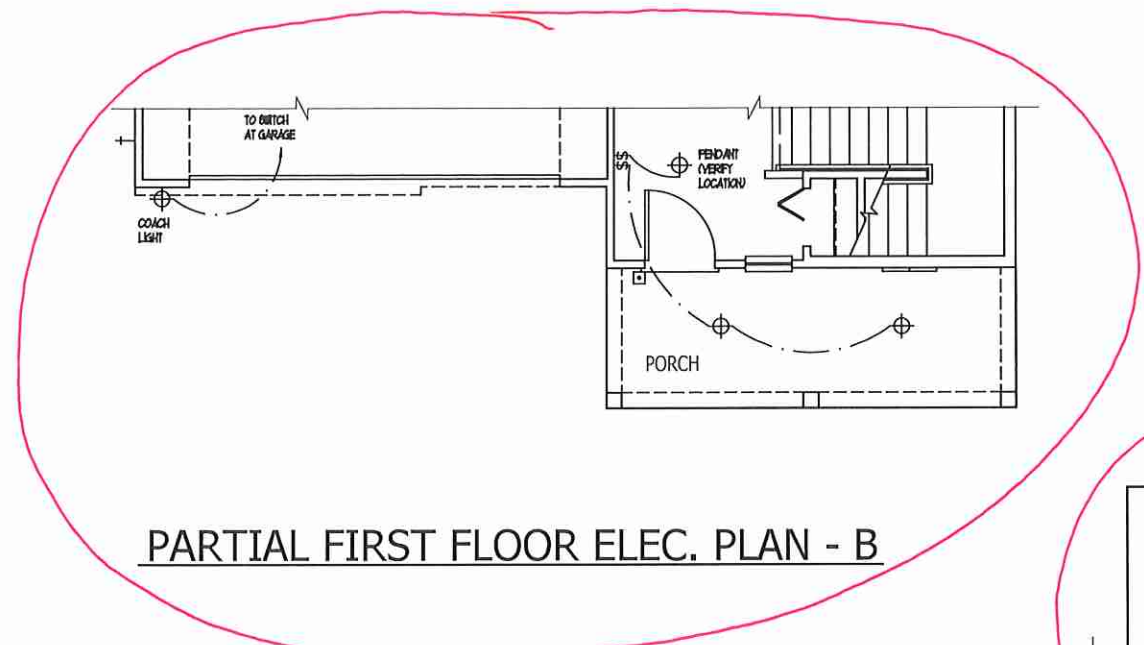 TO SWITCH
AT GARAGE
COACH
LIGHT
$$
PENDANT
(VERIFY
LOCATION)
PORCH
PARTIAL FIRST FLOOR ELEC. PLAN - B